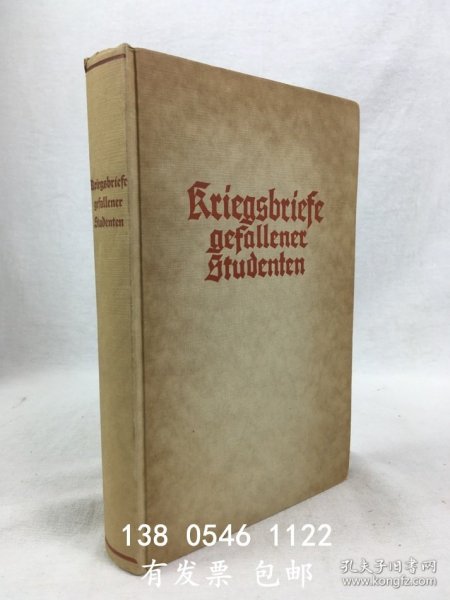 Kriegsbriefe
gefallener
Studenten
Kriegsbriefe
gefallener
Studenten
138 0546 1122
有发票 包邮
孔夫子旧书网
www.kongfz.com